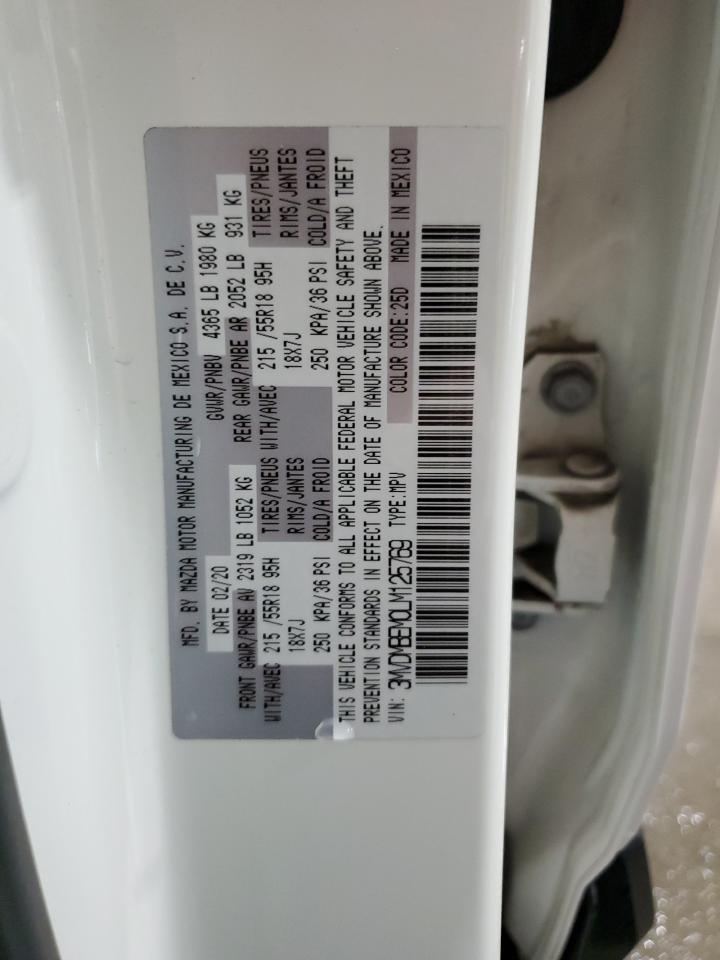 MFD. BY MAZDA MOTOR MANUFACTURING DE MEXICO S.A. DE C.V.
DATE 02/20 GVWR/PNBV 4365 LB 1980 KG
FRONT GAWR/PNBE AV 2319 LB 1052 KG REAR GAWR/PNBE AR 2052 LB 931 KG
WITH/AVEC 215 /55R18 95H TIRES/PNEUS WITH/AVEC 215 /55R18 95H TIRES/PNEUS
18X7J RIMS/JANTES 18X7J RIMS/JANTES
250 KPA/36 PSI COLD/A FROID 250 KPA/36 PSI COLD/A FROID
THIS VEHICLE CONFORMS TO ALL APPLICABLE FEDERAL MOTOR VEHICLE SAFETY AND THEFT
PREVENTION STANDARDS IN EFFECT ON THE DATE OF MANUFACTURE SHOWN ABOVE.
VIN: 3MVDMBEM0LM125769 TYPE:MPV COLOR CODE:25D MADE IN MEXICO